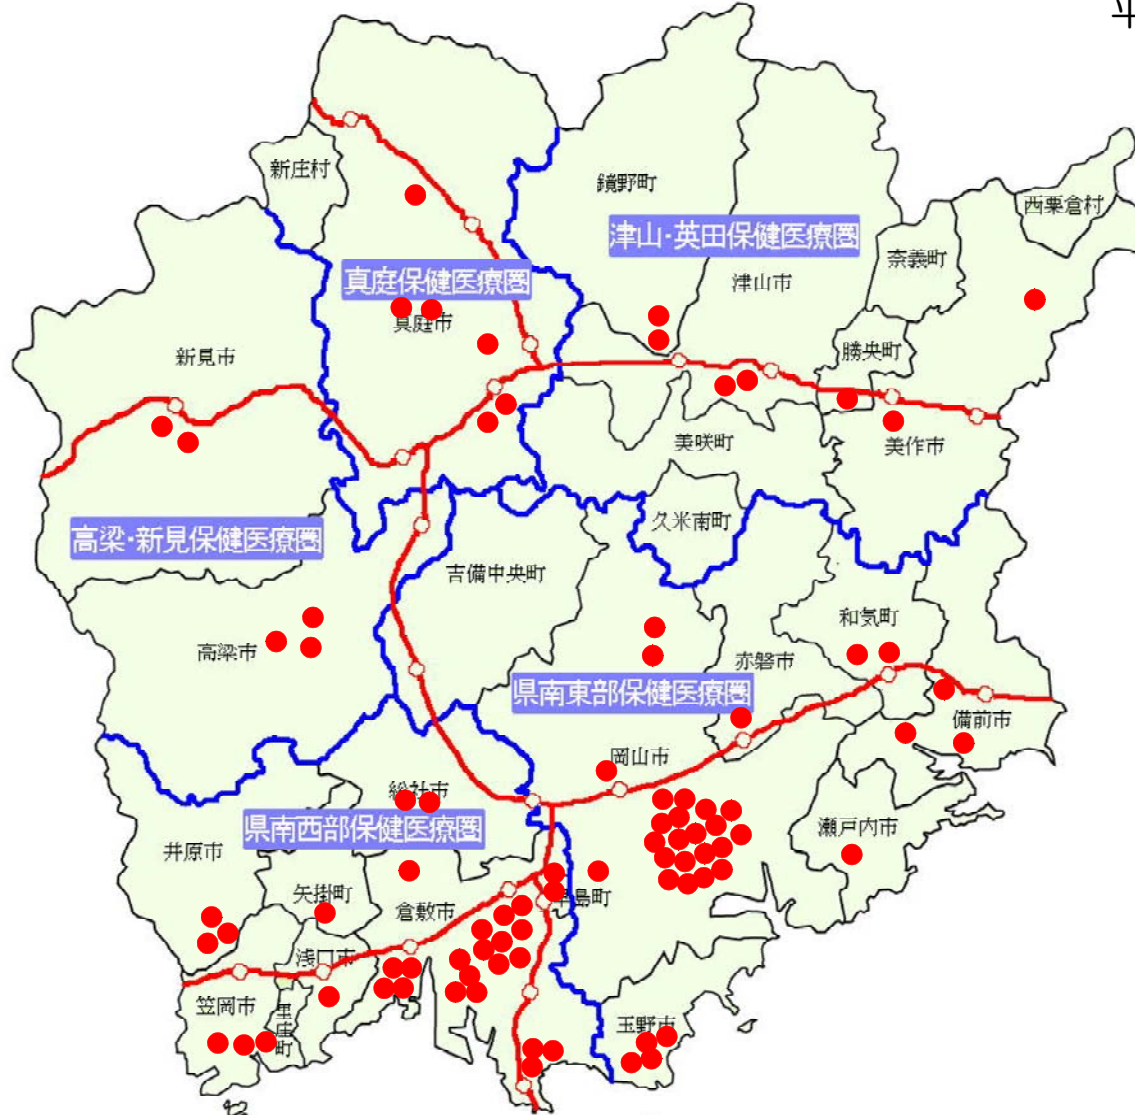 新庄村
鏡野町
西粟倉村
津山・英田保健医療圏
奈義町
真庭保健医療圏
津山市
真庭市
新見市
勝央町
美咲町
美作市
高梁・新見保健医療圏
久米南町
吉備中央町
和気町
高梁市
赤磐市
県南東部保健医療圏
備前市
岡山市
総社市
県南西部保健医療圏
瀬戸内市
井原市
矢掛町
倉敷市
早島町
浅口市
笠岡市
里庄町
玉野市